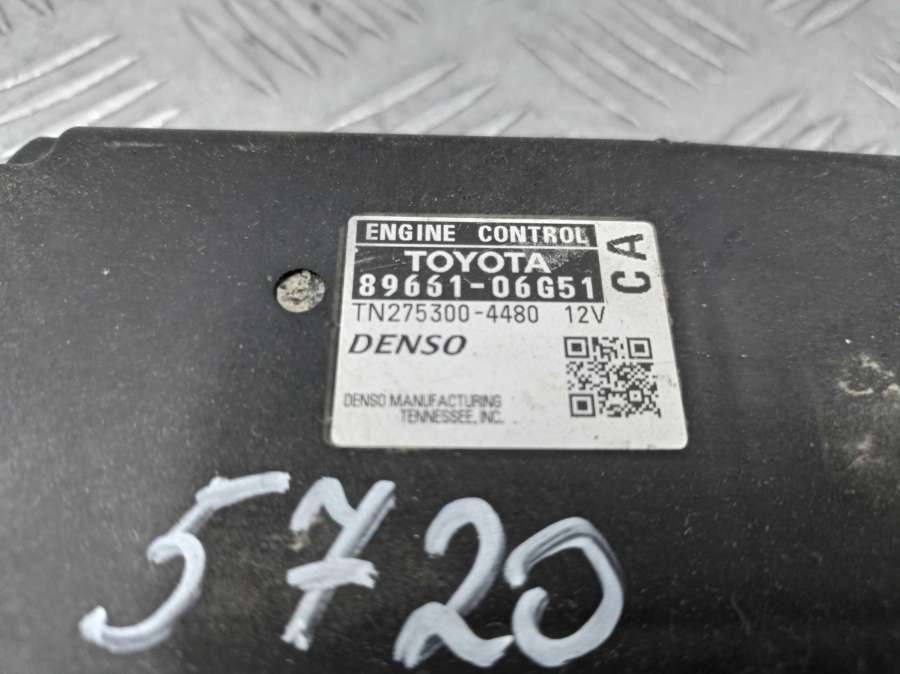 ENGINE CONTROL
TOYOTA
89661-06G51
CA
TN275300-4480 12V
DENSO
DENSO MANUFACTURING
TENNESSEE, INC.
5720